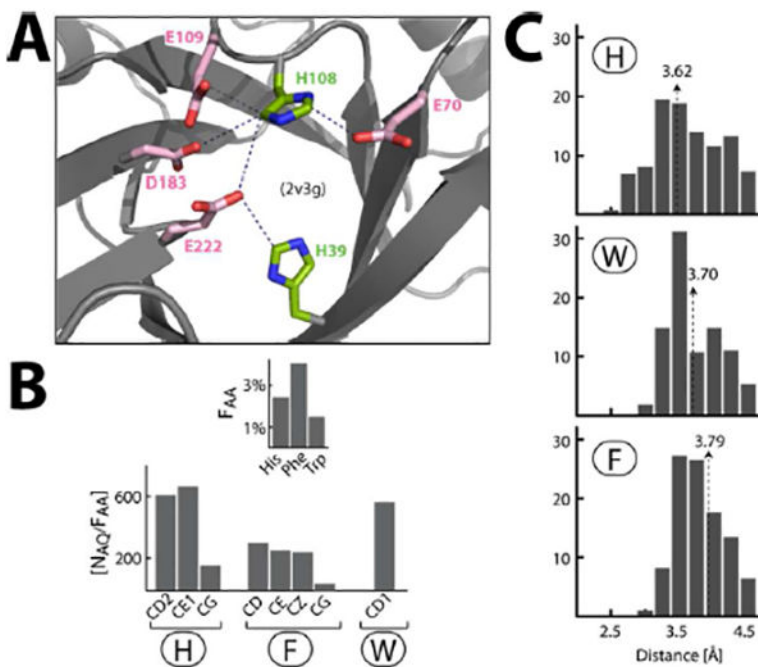 A
E109
H108
E70
D183
(2v3g)
E222
H39
B
F_AA
3%
1%
His Phe Trp
[N_AQ/F_AA]
600
200
CD2 CE1 CG CD CE CZ CG CD1
H F W
C
30
20
10
H
3.62
30
20
10
W
3.70
30
20
10
F
3.79
2.5 3.5 4.5
Distance [Å]